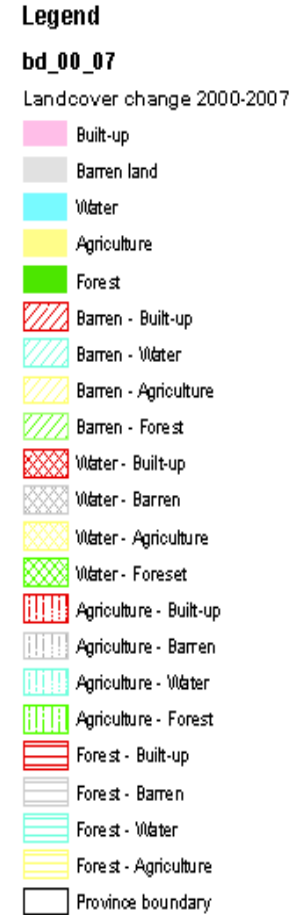 Legend
bd_00_07
Landcover change 2000-2007
Built-up
Barren land
Water
Agriculture
Forest
Barren - Built-up
Barren - Water
Barren - Agriculture
Barren - Forest
Water - Built-up
Water - Barren
Water - Agriculture
Water - Foreset
Agriculture - Built-up
Agriculture - Barren
Agriculture - Water
Agriculture - Forest
Forest - Built-up
Forest - Barren
Forest - Water
Forest - Agriculture
Province boundary